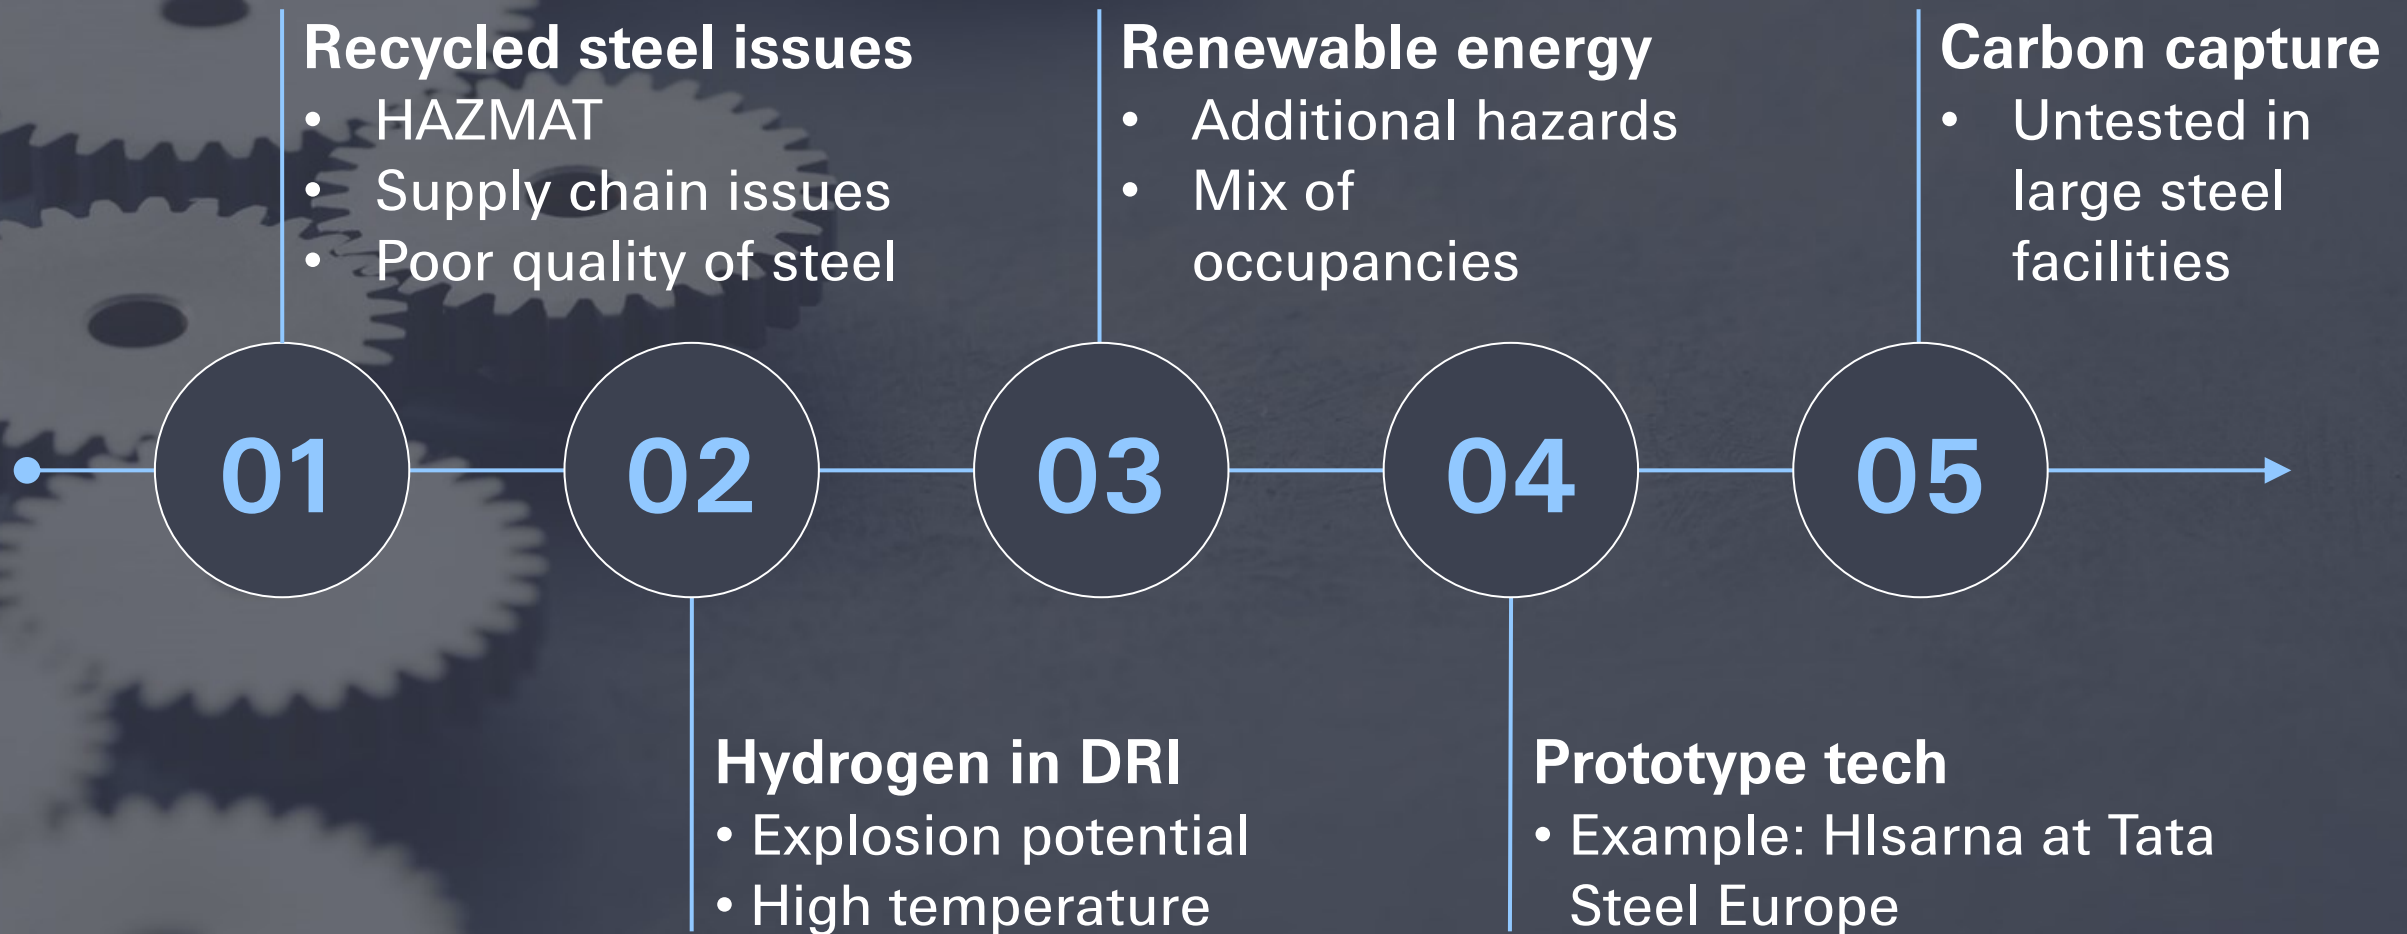 Recycled steel issues
• HAZMAT
• Supply chain issues
• Poor quality of steel
Renewable energy
• Additional hazards
• Mix of
occupancies
Carbon capture
• Untested in
large steel
facilities
01
02
03
04
05
Hydrogen in DRI
• Explosion potential
• High temperature
Prototype tech
• Example: HIsarna at Tata
Steel Europe